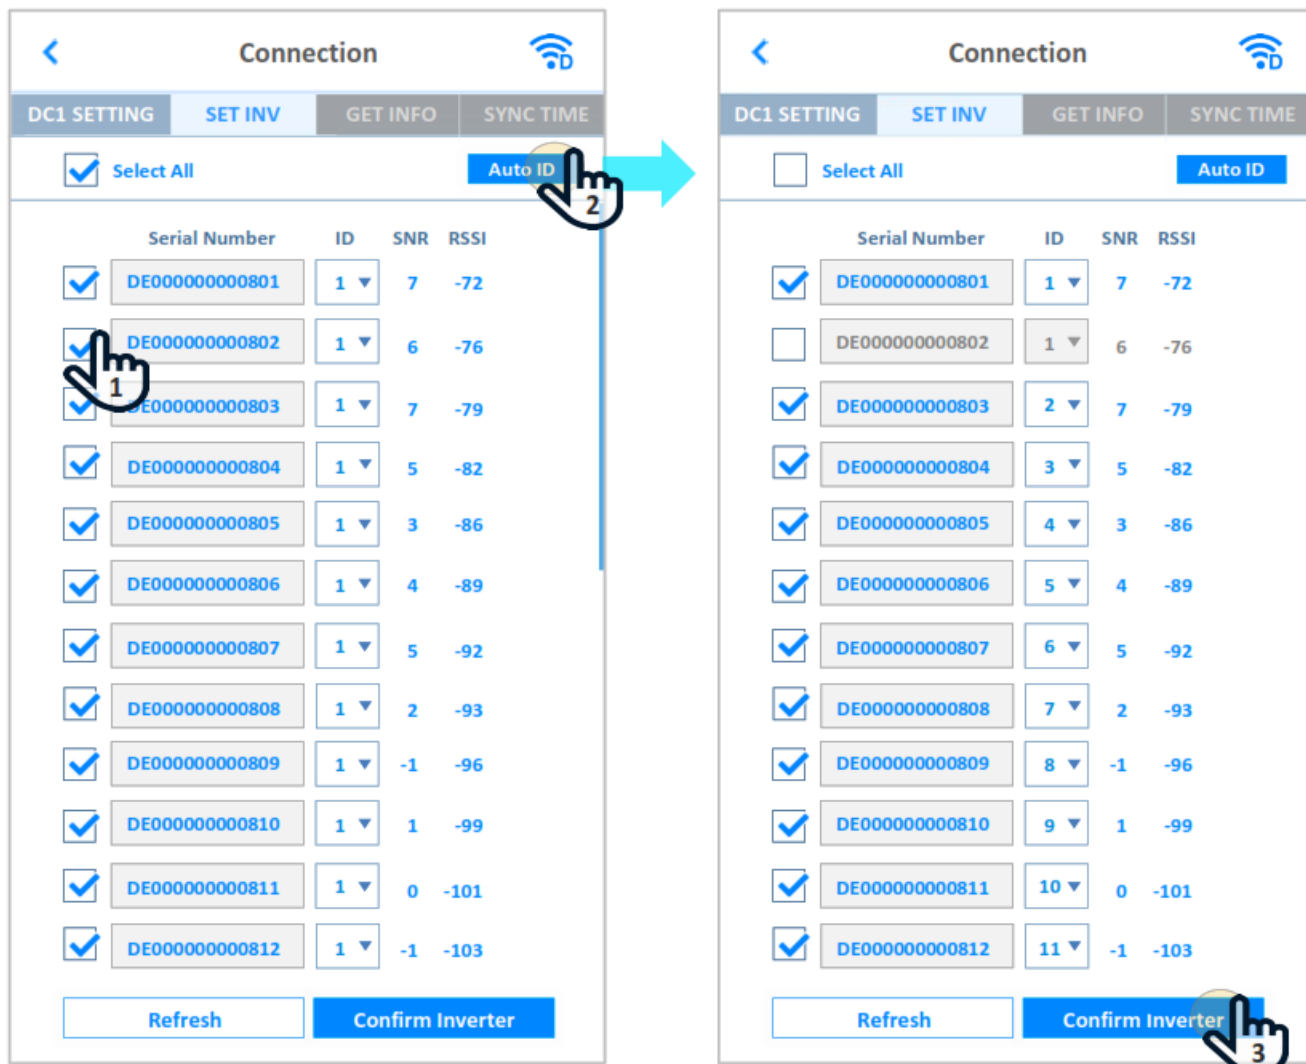 Connection
D
DC1 SETTING SET INV GET INFO SYNC TIME
Select All Auto ID
2
Serial Number ID SNR RSSI
DE000000000801 1 7 -72
DE000000000802 1 6 -76
1
DE000000000803 1 7 -79
DE000000000804 1 5 -82
DE000000000805 1 3 -86
DE000000000806 1 4 -89
DE000000000807 1 5 -92
DE000000000808 1 2 -93
DE000000000809 1 -1 -96
DE000000000810 1 1 -99
DE000000000811 1 0 -101
DE000000000812 1 -1 -103
Refresh Confirm Inverter
Connection
D
DC1 SETTING SET INV GET INFO SYNC TIME
Select All Auto ID
Serial Number ID SNR RSSI
DE000000000801 1 7 -72
DE000000000802 1 6 -76
DE000000000803 2 7 -79
DE000000000804 3 5 -82
DE000000000805 4 3 -86
DE000000000806 5 4 -89
DE000000000807 6 5 -92
DE000000000808 7 2 -93
DE000000000809 8 -1 -96
DE000000000810 9 1 -99
DE000000000811 10 0 -101
DE000000000812 11 -1 -103
Refresh Confirm Inverter
3